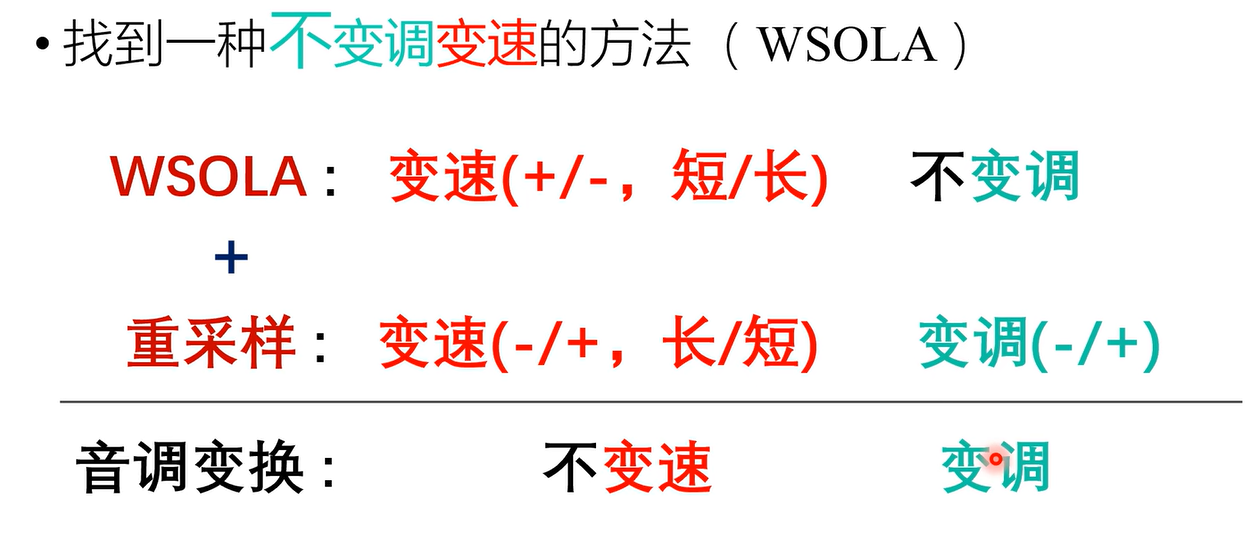 •找到一种不变调变速的方法（WSOLA）
WSOLA： 变速(+/-，短/长) 不变调
+
重采样： 变速(-/+，长/短) 变调(-/+)
音调变换： 不变速 变调